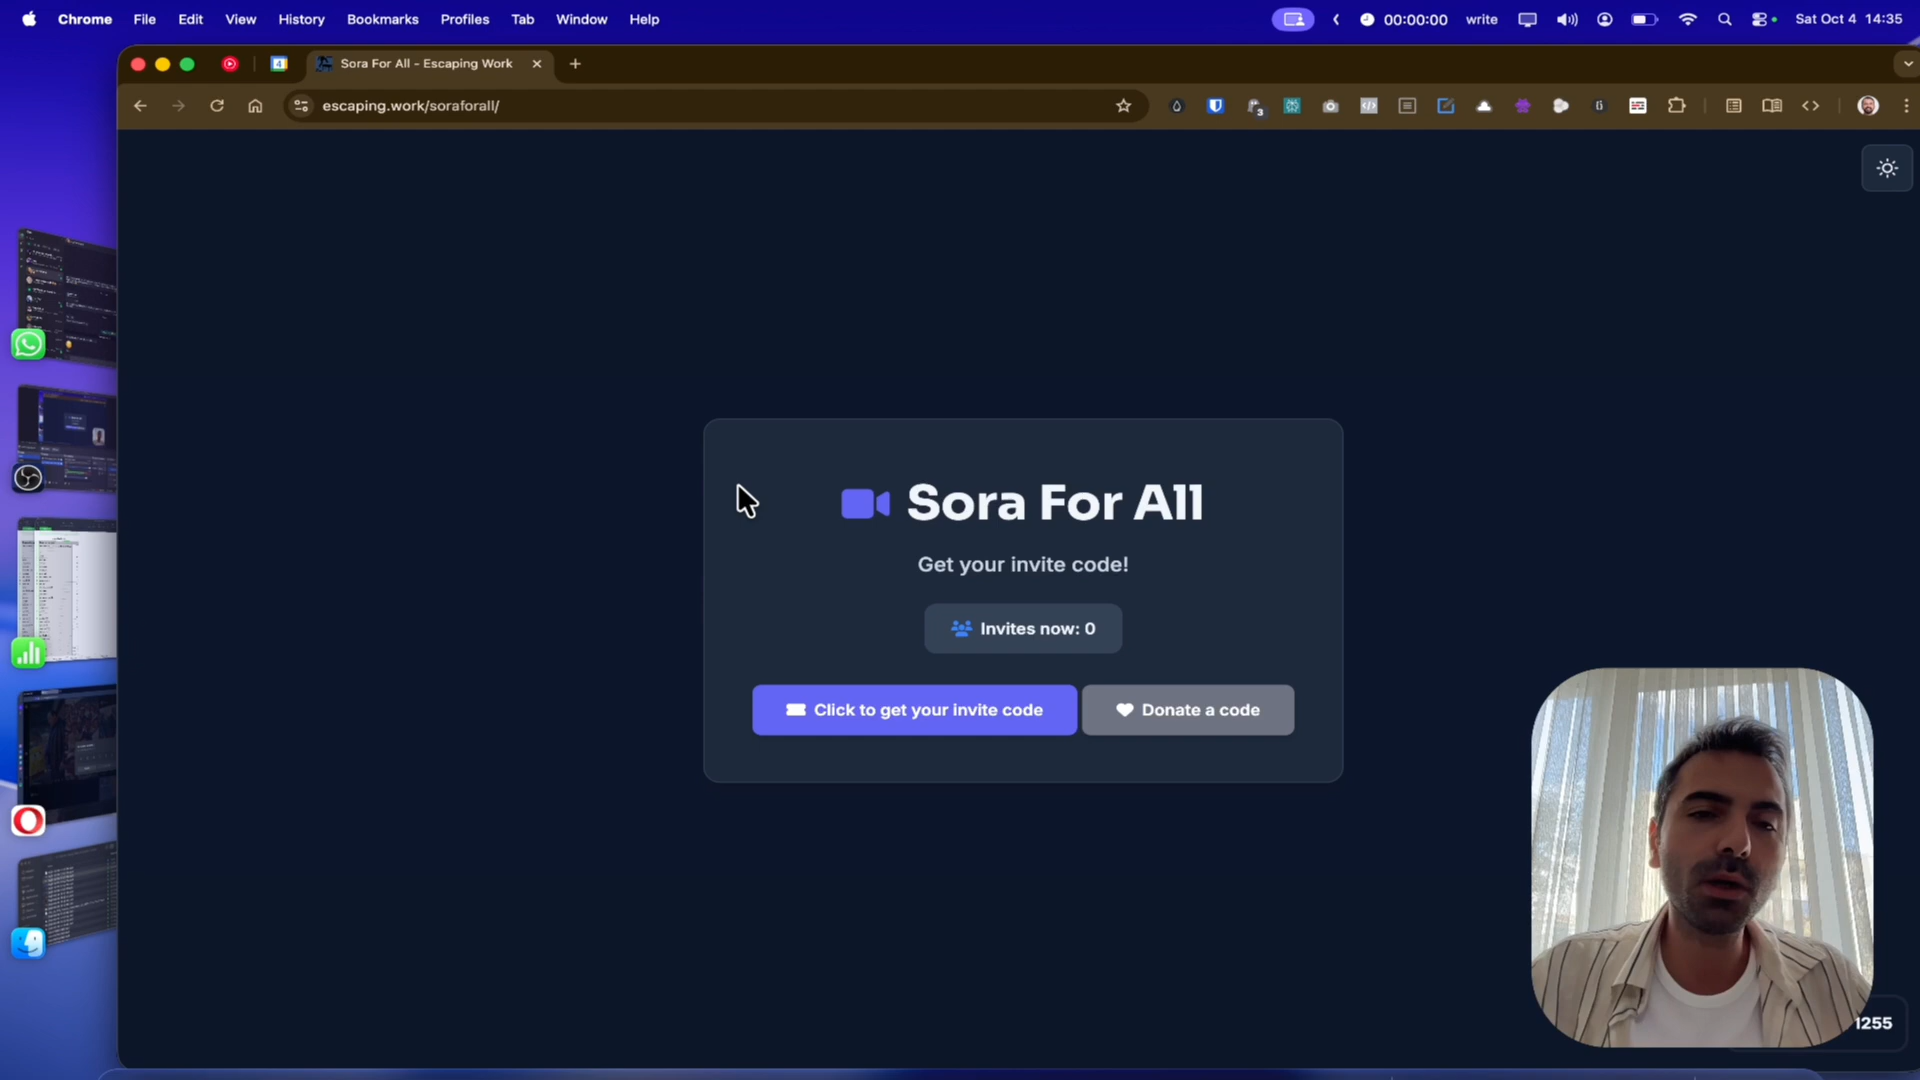 Chrome File Edit View History Bookmarks Profiles Tab Window Help 00:00:00 write Sat Oct 4 14:35
4 Sora For All - Escaping Work
escaping.work/soraforall/
3
Sora For All
Get your invite code!
Invites now: 0
Click to get your invite code
Donate a code
1255